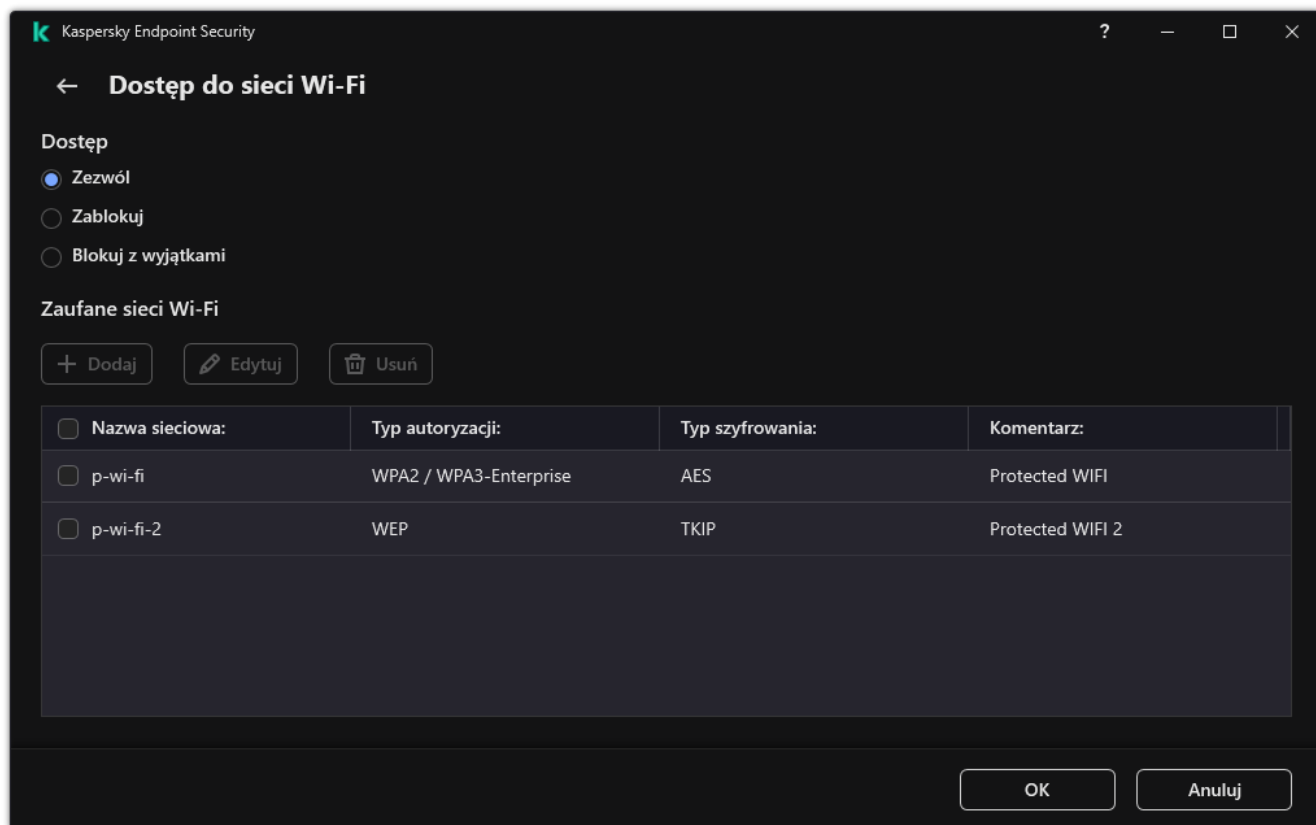 Kaspersky Endpoint Security ?
Dostęp do sieci Wi-Fi
Dostęp
Zezwól
Zablokuj
Blokuj z wyjątkami
Zaufane sieci Wi-Fi
Dodaj Edytuj Usuń
Nazwa sieciowa: Typ autoryzacji: Typ szyfrowania: Komentarz:
p-wi-fi WPA2 / WPA3-Enterprise AES Protected WIFI
p-wi-fi-2 WEP TKIP Protected WIFI 2
OK Anuluj